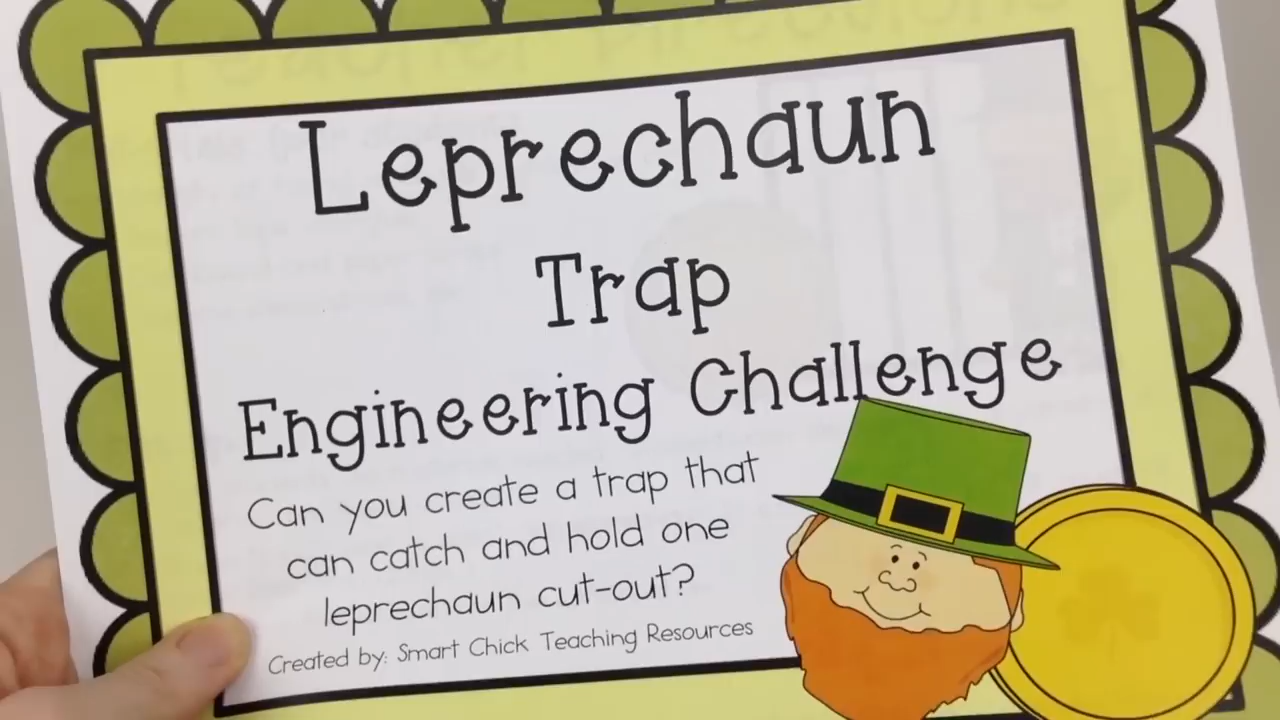 Leprechaun
Trap
Engineering Challenge
Can you create a trap that
can catch and hold one
leprechaun cut-out?
Created by: Smart Chick Teaching Resources